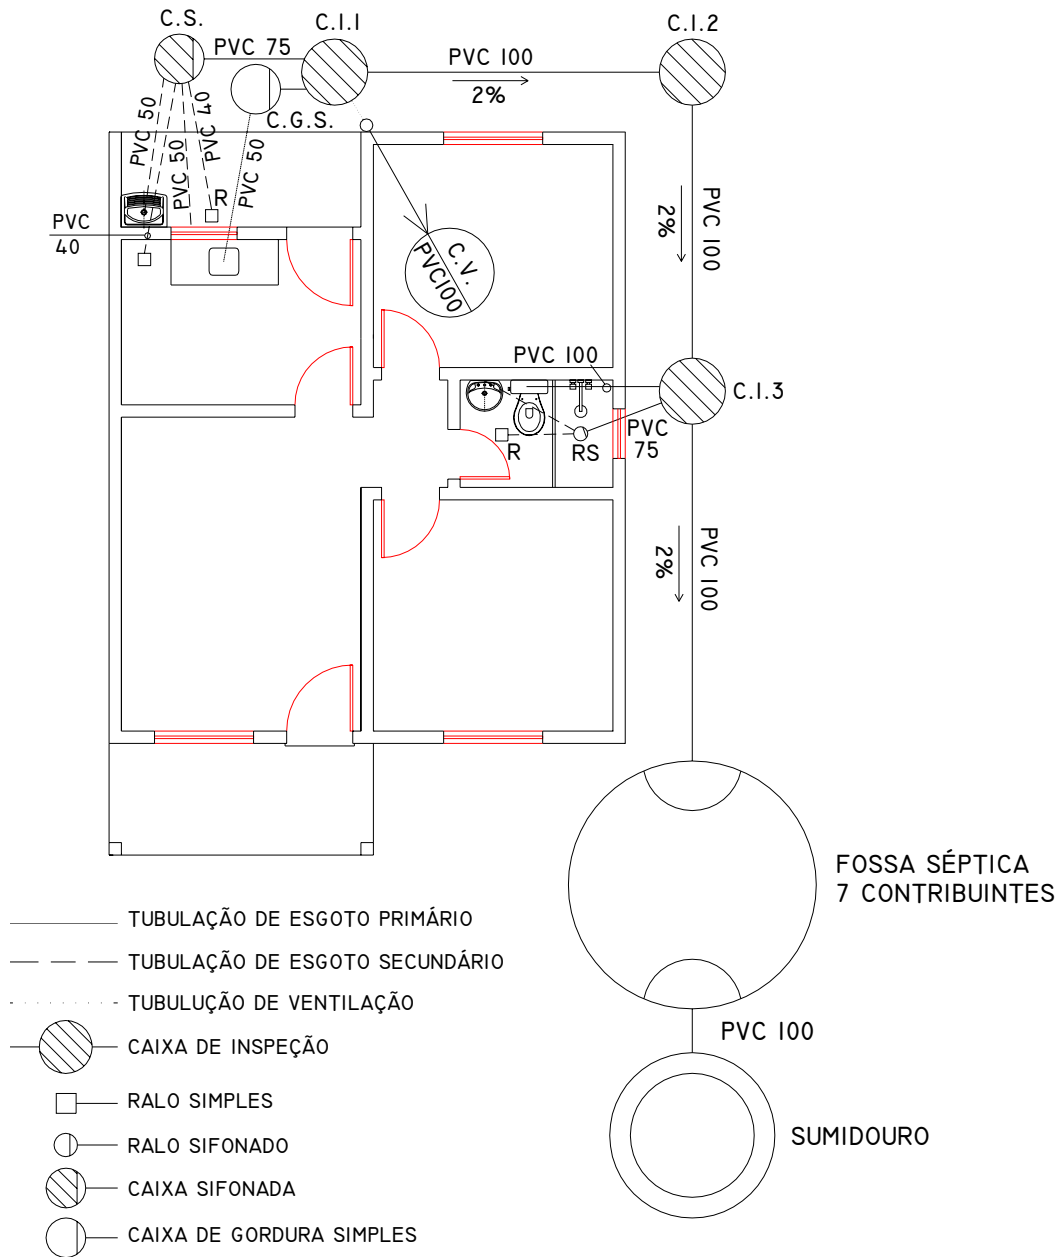 C.S.
C.I.1
C.I.2
PVC 75
PVC 100
2%
C.G.S.
PVC 50
PVC 50
PVC 40
PVC 50
R
PVC
40
C.V.
PVC100
2%
PVC 100
PVC 100
C.I.3
R
RS
PVC
75
2%
PVC 100
FOSSA SÉPTICA
7 CONTRIBUINTES
PVC 100
SUMIDOURO
TUBULAÇÃO DE ESGOTO PRIMÁRIO
TUBULAÇÃO DE ESGOTO SECUNDÁRIO
TUBULUÇÃO DE VENTILAÇÃO
CAIXA DE INSPEÇÃO
RALO SIMPLES
RALO SIFONADO
CAIXA SIFONADA
CAIXA DE GORDURA SIMPLES